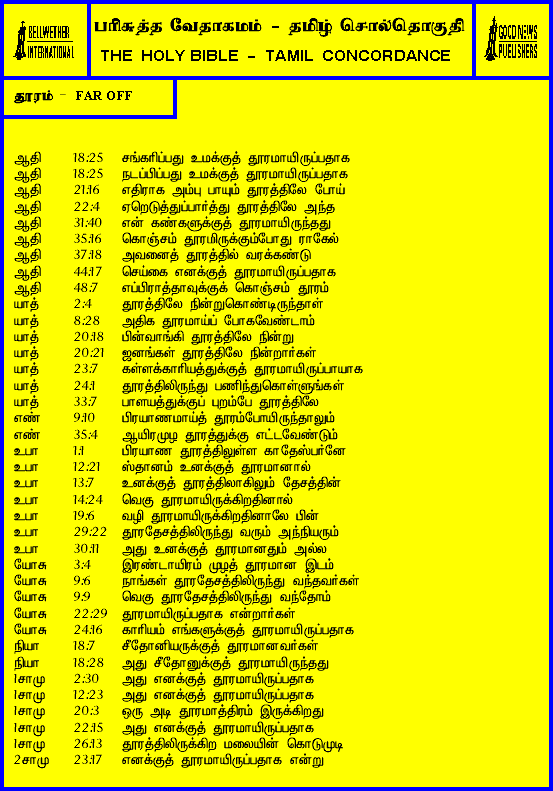 BELLWETHER INTERNATIONAL
பரிசுத்த வேதாகமம் - தமிழ் சொல்தொகுதி
THE HOLY BIBLE - TAMIL CONCORDANCE
GOOD NEWS PUBLISHERS
தூரம் - FAR OFF
ஆதி 18:25 சங்கரிப்பது உமக்குத் தூரமாயிருப்பதாக
ஆதி 18:25 நடப்பிப்பது உமக்குத் தூரமாயிருப்பதாக
ஆதி 21:16 எதிராக அம்பு பாயும் தூரத்திலே போய்
ஆதி 22:4 ஏறெடுத்துப்பார்த்து தூரத்திலே அந்த
ஆதி 31:40 என் கண்களுக்குத் தூரமாயிருந்தது
ஆதி 35:16 கொஞ்சம் தூரமிருக்கும்போது ராகேல்
ஆதி 37:18 அவனைத் தூரத்தில் வரக்கண்டு
ஆதி 44:17 செய்கை எனக்குத் தூரமாயிருப்பதாக
ஆதி 48:7 எப்பிராத்தாவுக்குக் கொஞ்சம் தூரம்
யாத் 2:4 தூரத்திலே நின்றுகொண்டிருந்தாள்
யாத் 8:28 அதிக தூரமாய்ப் போகவேண்டாம்
யாத் 20:18 பின்வாங்கி தூரத்திலே நின்று
யாத் 20:21 ஜனங்கள் தூரத்திலே நின்றார்கள்
யாத் 23:7 கள்ளக்காரியத்துக்குத் தூரமாயிருப்பாயாக
யாத் 24:1 தூரத்திலிருந்து பணிந்துகொள்ளுங்கள்
யாத் 33:7 பாளயத்துக்குப் புறம்பே தூரத்திலே
எண் 9:10 பிரயாணமாய்த் தூரம்போயிருந்தாலும்
எண் 35:4 ஆயிரமுழ தூரத்துக்கு எட்டவேண்டும்
உபா 1:1 பிரயாண தூரத்திலுள்ள காதேஸ்பர்னே
உபா 12:21 ஸ்தானம் உனக்குத் தூரமானால்
உபா 13:7 உனக்குத் தூரத்திலாகிலும் தேசத்தின்
உபா 14:24 வெகு தூரமாயிருக்கிறதினால்
உபா 19:6 வழி தூரமாயிருக்கிறதினாலே பின்
உபா 29:22 தூரதேசத்திலிருந்து வரும் அந்நியரும்
உபா 30:11 அது உனக்குத் தூரமானதும் அல்ல
யோசு 3:4 இரண்டாயிரம் முழத் தூரமான இடம்
யோசு 9:6 நாங்கள் தூரதேசத்திலிருந்து வந்தவர்கள்
யோசு 9:9 வெகு தூரதேசத்திலிருந்து வந்தோம்
யோசு 22:29 தூரமாயிருப்பதாக என்றார்கள்
யோசு 24:16 காரியம் எங்களுக்குத் தூரமாயிருப்பதாக
நியா 18:7 சீதோனியருக்குத் தூரமானவர்கள்
நியா 18:28 அது சீதோனுக்குத் தூரமாயிருந்தது
1சாமு 2:30 அது எனக்குத் தூரமாயிருப்பதாக
1சாமு 12:23 அது எனக்குத் தூரமாயிருப்பதாக
1சாமு 20:3 ஒரு அடி தூரமாத்திரம் இருக்கிறது
1சாமு 22:15 அது எனக்குத் தூரமாயிருப்பதாக
1சாமு 26:13 தூரத்திலிருக்கிற மலையின் கொடுமுடி
2சாமு 23:17 எனக்குத் தூரமாயிருப்பதாக என்று